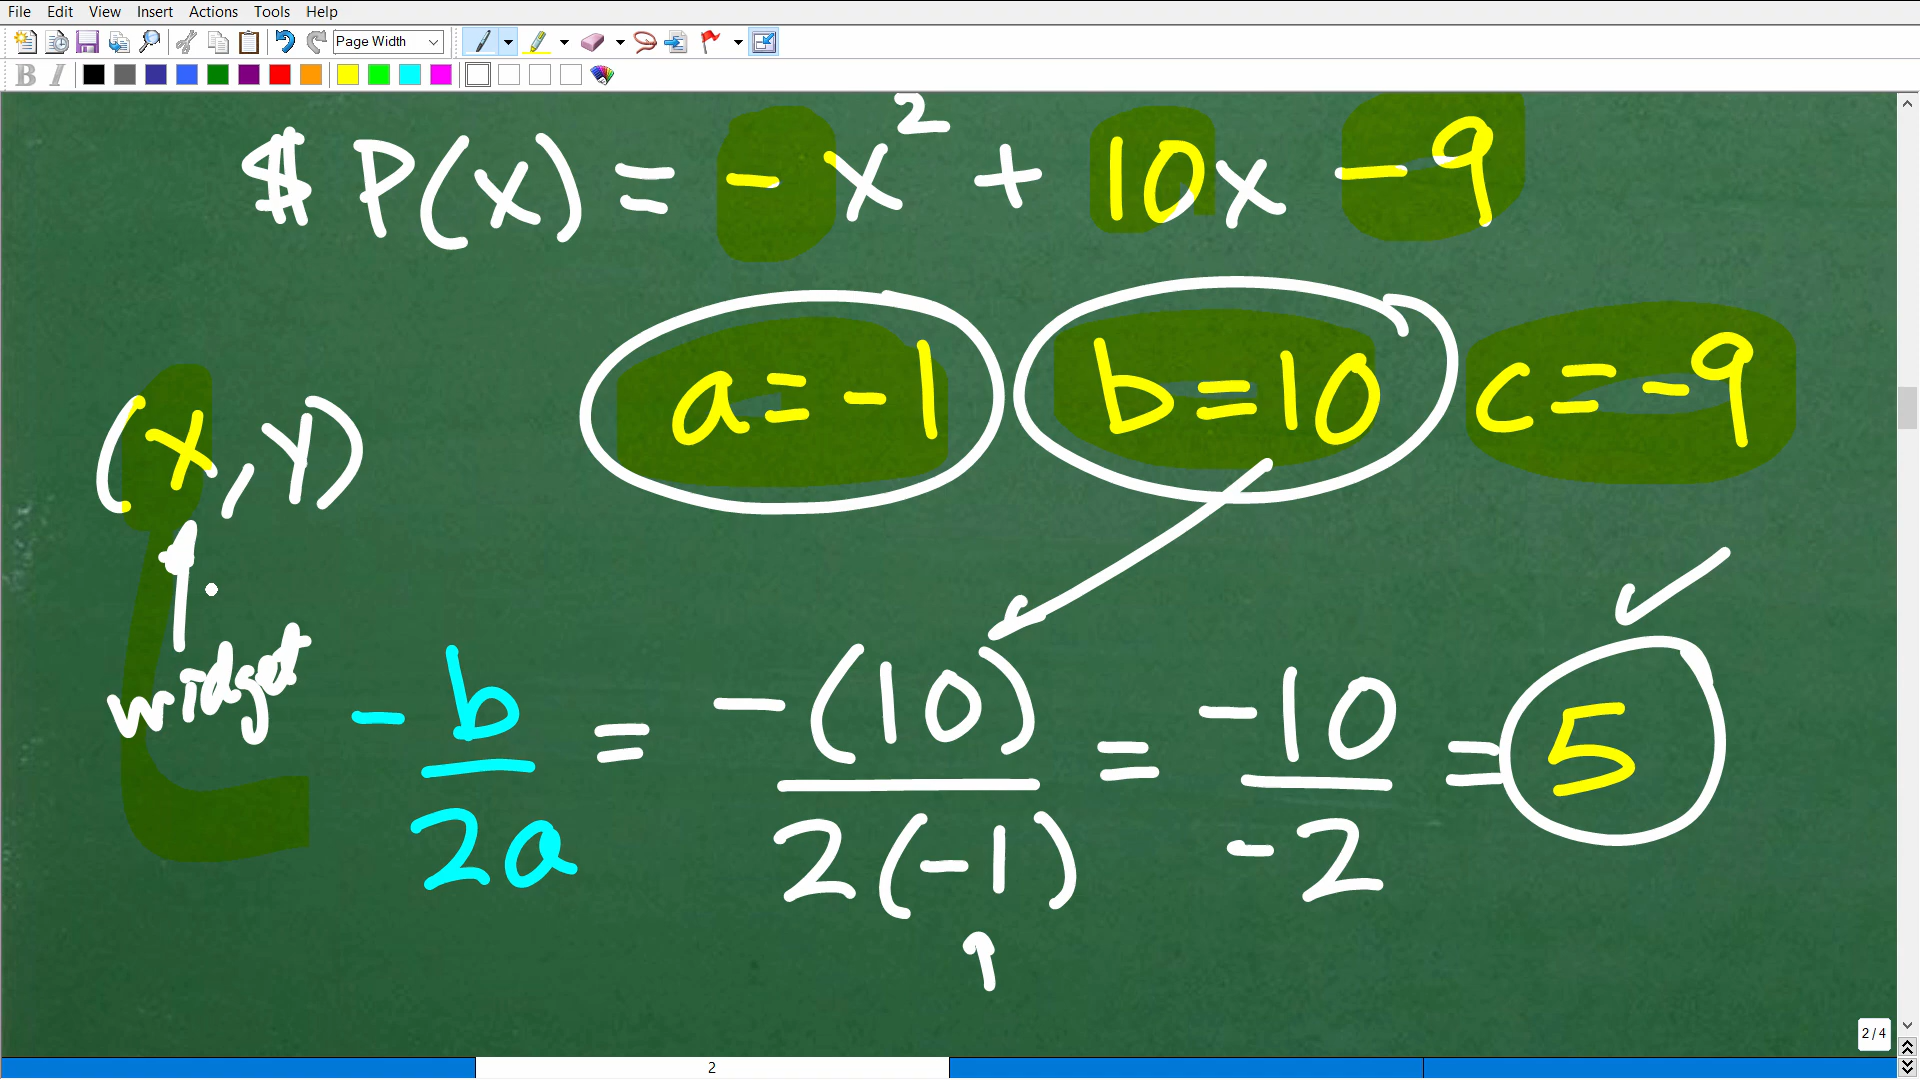 File Edit View Insert Actions Tools Help
Page Width
B I
$ P(x) = -x² + 10x - 9
a = -1 b = 10 c = -9
(x, y)
widget
-b/2a = -(10)/2(-1) = -10/-2 = 5
2 / 4
2